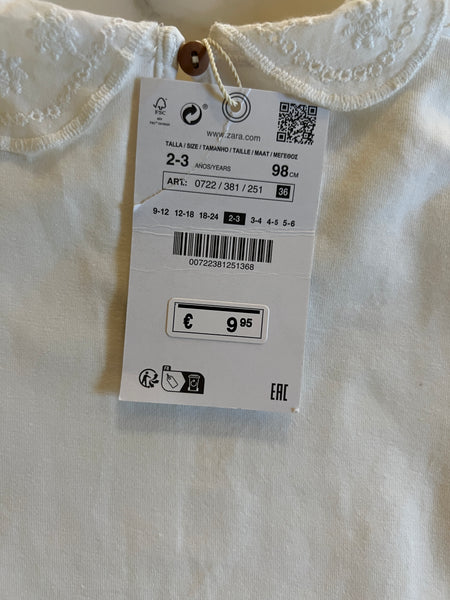 FSC
®
www.zara.com
TALLA / SIZE / TAMANHO / TAILLE / MAAT / ΜΕΓΕΘΟΣ
2-3 AÑOS/YEARS 98 CM
ART.: 0722 / 381 / 251 36
9-12 12-18 18-24 2-3 3-4 4-5 5-6
00722381251368
€ 9 95
FR
EAC